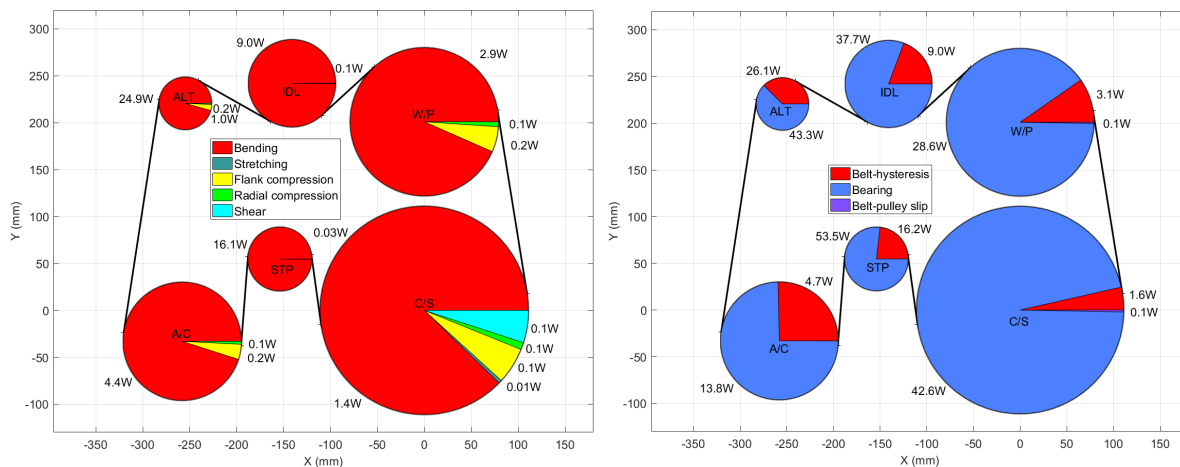 300
250
200
150
100
50
0
-50
-100
Y (mm)
-350
-300
-250
-200
-150
-100
-50
0
50
100
150
X (mm)
9.0W
0.1W
2.9W
24.9W
ALT
0.2W
1.0W
IDL
W/P
0.1W
0.2W
Bending
Stretching
Flank compression
Radial compression
Shear
16.1W
0.03W
STP
C/S
A/C
0.1W
0.2W
4.4W
0.1W
0.1W
0.1W
0.01W
1.4W
300
250
200
150
100
50
0
-50
-100
Y (mm)
-350
-300
-250
-200
-150
-100
-50
0
50
100
150
X (mm)
37.7W
9.0W
26.1W
ALT
43.3W
IDL
3.1W
W/P
0.1W
28.6W
Belt-hysteresis
Bearing
Belt-pulley slip
53.5W
16.2W
STP
4.7W
A/C
13.8W
C/S
1.6W
0.1W
42.6W